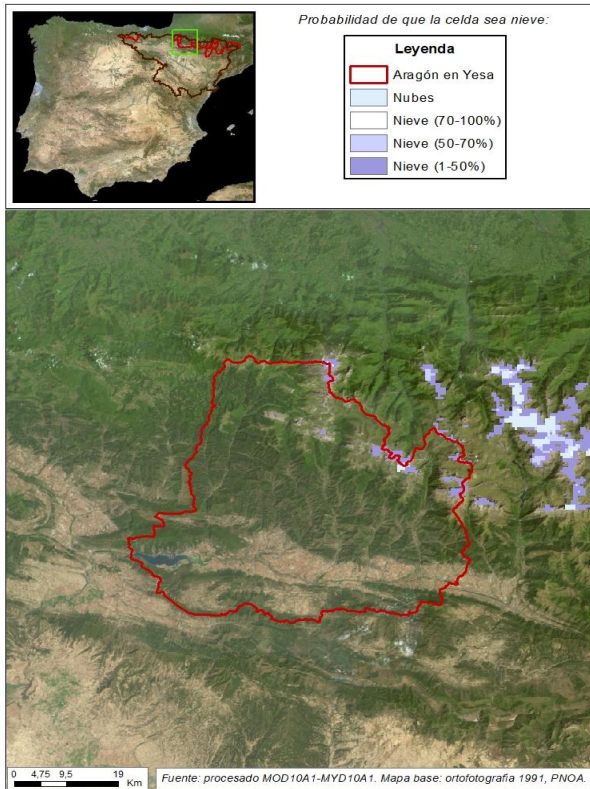 Probabilidad de que la celda sea nieve:
Leyenda
Aragón en Yesa
Nubes
Nieve (70-100%)
Nieve (50-70%)
Nieve (1-50%)
0 4,75 9,5 19
Km
Fuente: procesado MOD10A1-MYD10A1. Mapa base: ortofotografia 1991, PNOA.